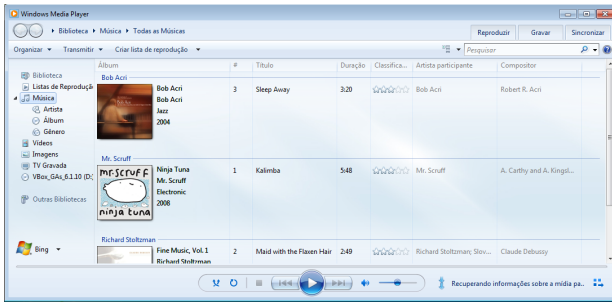 Windows Media Player
Biblioteca Música Todas as Músicas
Reproduzir Gravar Sincronizar
Organizar Transmitir Criar lista de reprodução Pesquisar
Álbum # Título Duração Classifica... Artista participante Compositor
Biblioteca
Listas de Reproduçã
Música
Artista
Álbum
Gênero
Vídeos
Imagens
TV Gravada
VBox_GAs_6.1.10 (D:)
Outras Bibliotecas
Bing
Bob Acri
Bob Acri 3 Sleep Away 3:20 Bob Acri Robert R. Acri
Bob Acri
Jazz
2004
Mr. Scruff
mr.scruff
ninja tuna
Ninja Tuna 1 Kalimba 5:48 Mr. Scruff A. Carthy and A. Kingsl...
Mr. Scruff
Electronic
2008
Richard Stoltzman
Fine Music, Vol. 1 2 Maid with the Flaxen Hair 2:49 Richard Stoltzman; Slov... Claude Debussy
Richard Stoltzman
Recuperando informações sobre a mídia pa..